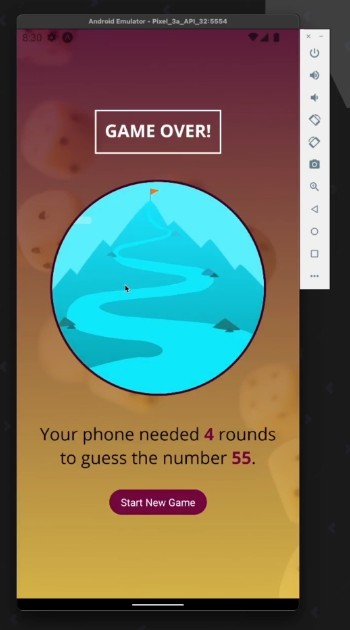 Android Emulator - Pixel_3a_API_32:5554
8:30
GAME OVER!
Your phone needed 4 rounds
to guess the number 55.
Start New Game